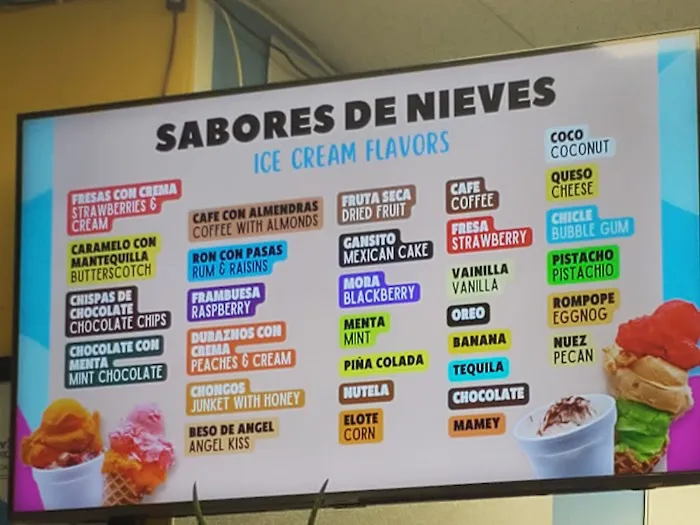 SABORES DE NIEVES
ICE CREAM FLAVORS
FRESAS CON CREMA
STRAWBERRIES &
CREAM
CARAMELO CON
MANTEQUILLA
BUTTERSCOTCH
CHISPAS DE
CHOCOLATE
CHOCOLATE CHIPS
CHOCOLATE CON
MENTA
MINT CHOCOLATE
CAFE CON ALMENDRAS
COFFEE WITH ALMONDS
RON CON PASAS
RUM & RAISINS
FRAMBUESA
RASPBERRY
DURAZNOS CON
CREMA
PEACHES & CREAM
CHONGOS
JUNKET WITH HONEY
BESO DE ANGEL
ANGEL KISS
FRUTA SECA
DRIED FRUIT
GANSITO
MEXICAN CAKE
MORA
BLACKBERRY
MENTA
MINT
PIÑA COLADA
NUTELA
ELOTE
CORN
CAFE
COFFEE
FRESA
STRAWBERRY
VAINILLA
VANILLA
OREO
BANANA
TEQUILA
CHOCOLATE
MAMEY
COCO
COCONUT
QUESO
CHEESE
CHICLE
BUBBLE GUM
PISTACHO
PISTACHIO
ROMPOPE
EGGNOG
NUEZ
PECAN